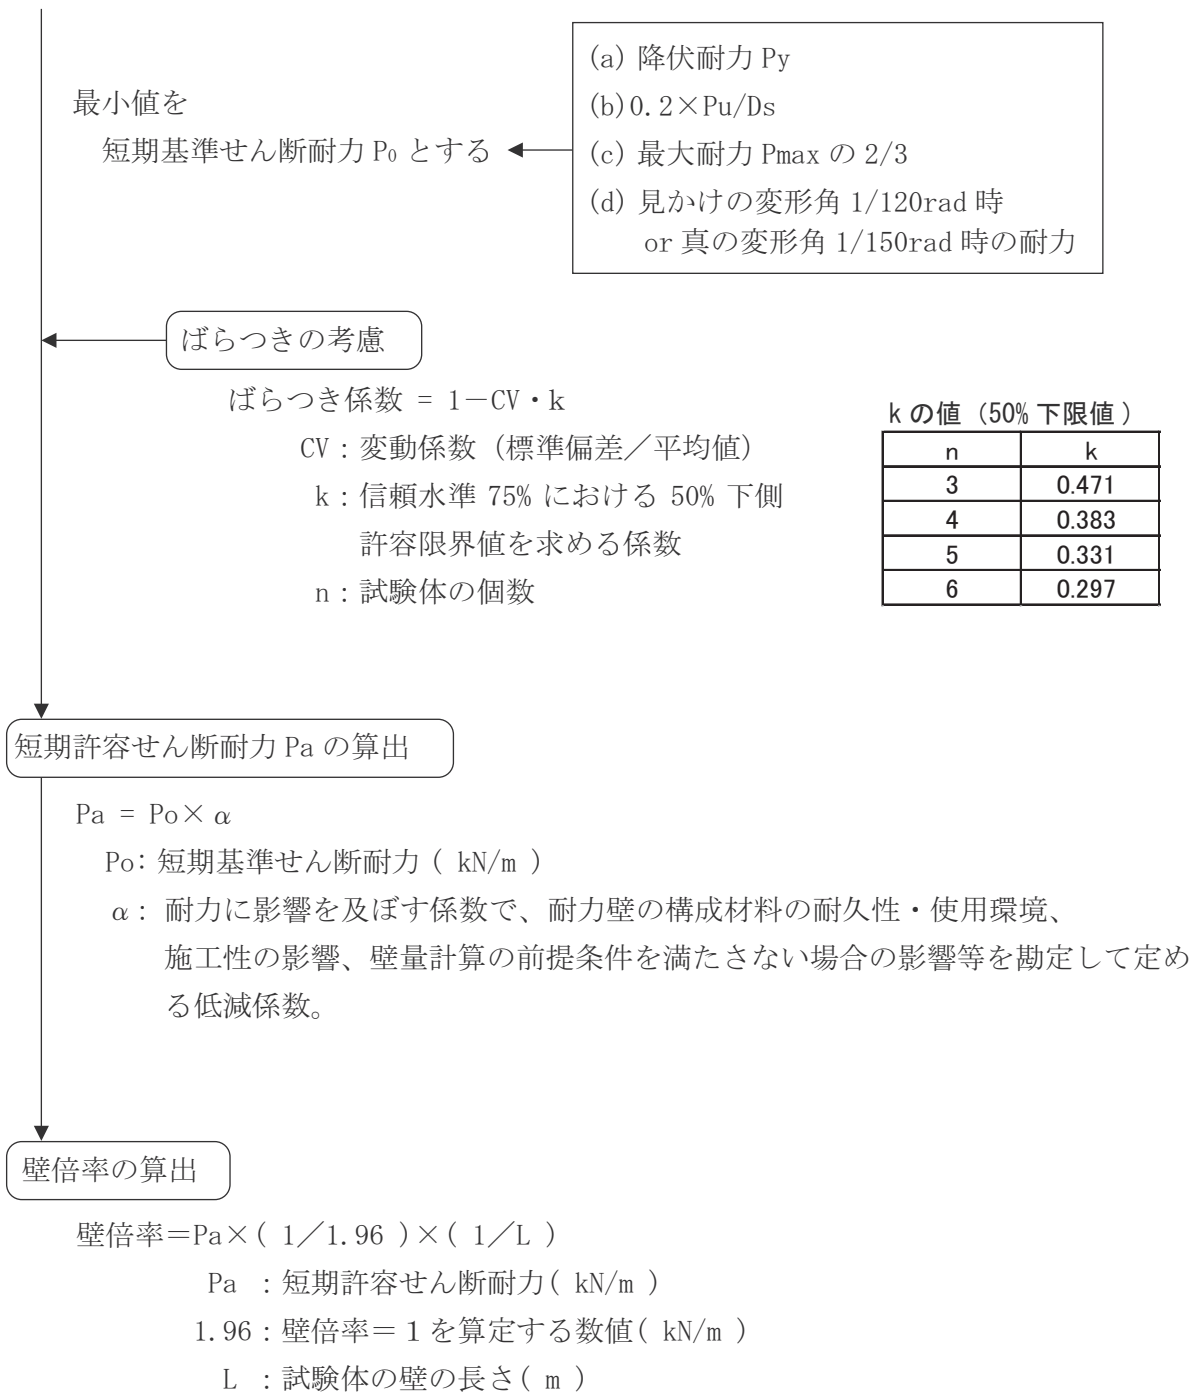 (a) 降伏耐力 Py
(b)0.2×Pu/Ds
(c) 最大耐力 Pmax の 2/3
(d) 見かけの変形角 1/120rad 時
or 真の変形角 1/150rad 時の耐力
最小値を
短期基準せん断耐力 P₀ とする
ばらつきの考慮
ばらつき係数 = 1－CV・k
CV：変動係数（標準偏差／平均値）
k：信頼水準 75% における 50% 下側
許容限界値を求める係数
n：試験体の個数
k の値（50% 下限値）
n k
3 0.471
4 0.383
5 0.331
6 0.297
短期許容せん断耐力 Pa の算出
Pa = Po×α
Po：短期基準せん断耐力 ( kN/m )
α：耐力に影響を及ぼす係数で、耐力壁の構成材料の耐久性・使用環境、
施工性の影響、壁量計算の前提条件を満たさない場合の影響等を勘定して定め
る低減係数。
壁倍率の算出
壁倍率＝Pa×( 1／1.96 )×( 1／L )
Pa ：短期許容せん断耐力( kN/m )
1.96：壁倍率＝１を算定する数値( kN/m )
L ：試験体の壁の長さ( m )